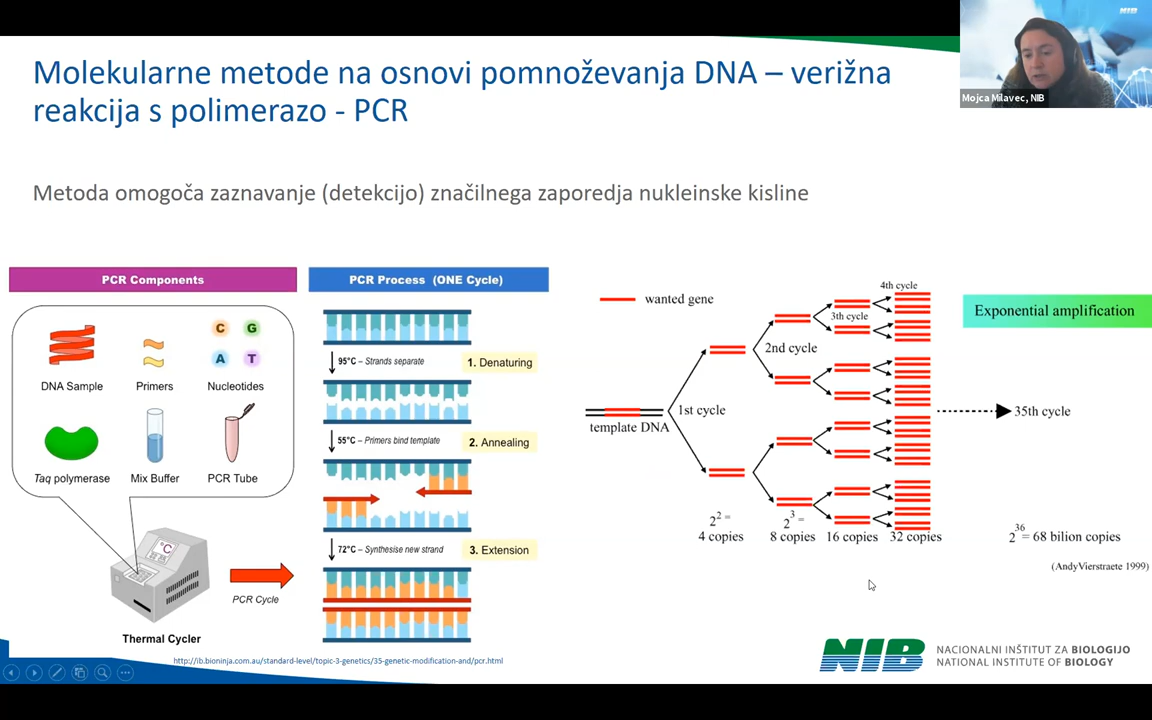 NIB
Mojca Milavec, NIB
Molekularne metode na osnovi pomnoževanja DNA – verižna
reakcija s polimerazo - PCR
Metoda omogoča zaznavanje (detekcijo) značilnega zaporedja nukleinske kisline
PCR Components
DNA Sample
Primers
C G
A T
Nucleotides
Taq polymerase
Mix Buffer
PCR Tube
°C
Thermal Cycler
PCR Cycle
PCR Process (ONE Cycle)
95°C – Strands separate
1. Denaturing
55°C – Primers bind template
2. Annealing
72°C – Synthesise new strand
3. Extension
http://ib.bioninja.com.au/standard-level/topic-3-genetics/35-genetic-modification-and/pcr.html
wanted gene
template DNA
1st cycle
2nd cycle
3th cycle
4th cycle
Exponential amplification
35th cycle
2² =
4 copies
2³ =
8 copies
16 copies
32 copies
2³⁶ = 68 bilion copies
(AndyVierstraete 1999)
NIB
NACIONALNI INŠTITUT ZA BIOLOGIJO
NATIONAL INSTITUTE OF BIOLOGY